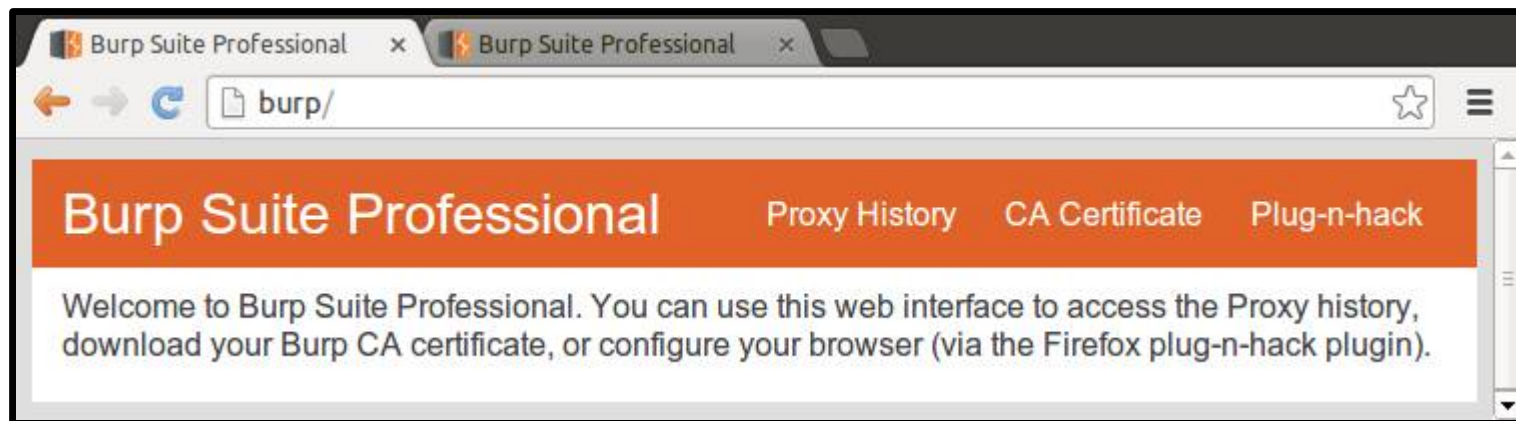 Burp Suite Professional
Burp Suite Professional
burp/
Burp Suite Professional
Proxy History
CA Certificate
Plug-n-hack
Welcome to Burp Suite Professional. You can use this web interface to access the Proxy history,
download your Burp CA certificate, or configure your browser (via the Firefox plug-n-hack plugin).